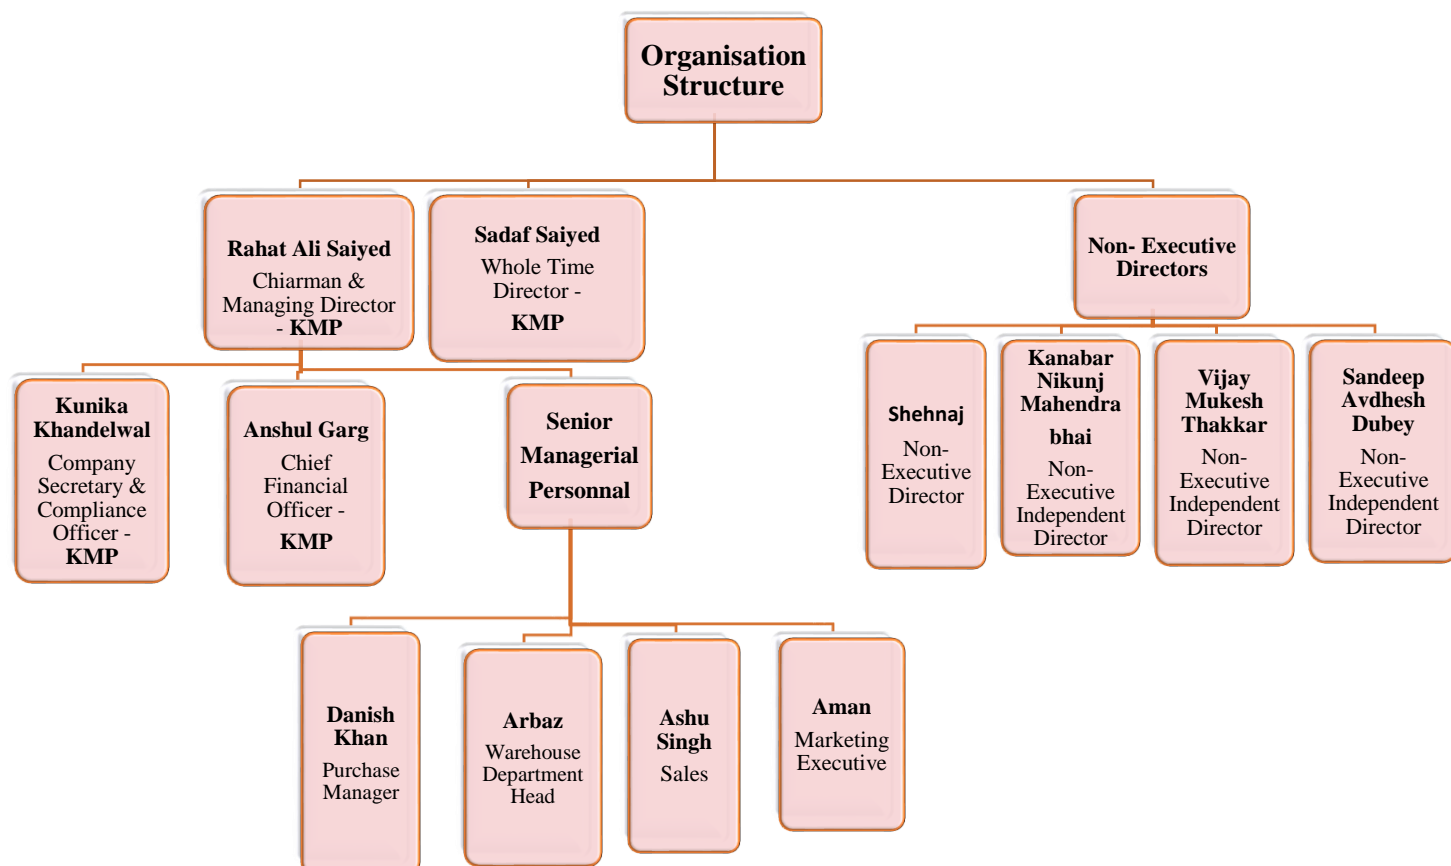 Organisation
Structure
Rahat Ali Saiyed
Chiarman &
Managing Director
- KMP
Sadaf Saiyed
Whole Time
Director -
KMP
Non- Executive
Directors
Kunika
Khandelwal
Company
Secretary &
Compliance
Officer -
KMP
Anshul Garg
Chief
Financial
Officer -
KMP
Senior
Managerial
Personnal
Shehnaj
Non-
Executive
Director
Kanabar
Nikunj
Mahendra
bhai
Non-
Executive
Independent
Director
Vijay
Mukesh
Thakkar
Non-
Executive
Independent
Director
Sandeep
Avdhesh
Dubey
Non-
Executive
Independent
Director
Danish
Khan
Purchase
Manager
Arbaz
Warehouse
Department
Head
Ashu
Singh
Sales
Aman
Marketing
Executive